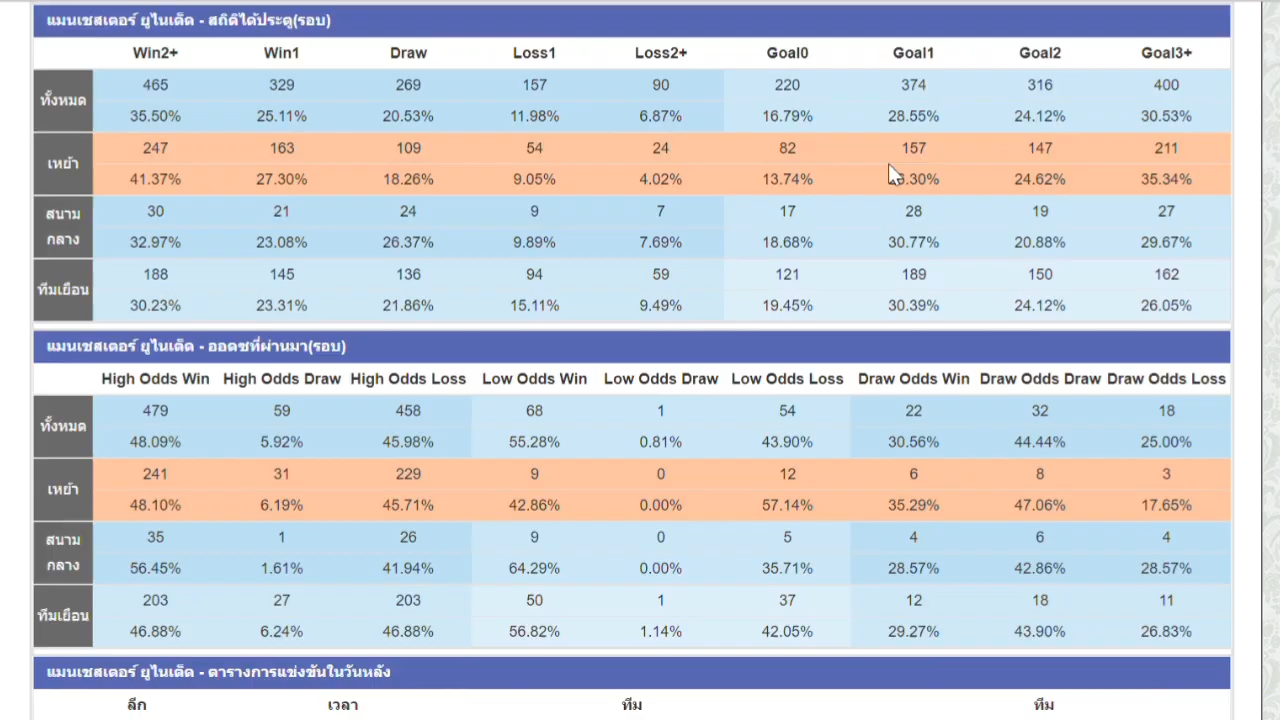 แมนเชสเตอร์ ยูไนเต็ด - สถิติได้ประตู(รอบ)
Win2+ Win1 Draw Loss1 Loss2+ Goal0 Goal1 Goal2 Goal3+
ทั้งหมด
465 329 269 157 90 220 374 316 400
35.50% 25.11% 20.53% 11.98% 6.87% 16.79% 28.55% 24.12% 30.53%
เหย้า
247 163 109 54 24 82 157 147 211
41.37% 27.30% 18.26% 9.05% 4.02% 13.74% .30% 24.62% 35.34%
สนาม
กลาง
30 21 24 9 7 17 28 19 27
32.97% 23.08% 26.37% 9.89% 7.69% 18.68% 30.77% 20.88% 29.67%
ทีมเยือน
188 145 136 94 59 121 189 150 162
30.23% 23.31% 21.86% 15.11% 9.49% 19.45% 30.39% 24.12% 26.05%
แมนเชสเตอร์ ยูไนเต็ด - ออดซที่ผ่านมา(รอบ)
High Odds Win High Odds Draw High Odds Loss Low Odds Win Low Odds Draw Low Odds Loss Draw Odds Win Draw Odds Draw Draw Odds Loss
ทั้งหมด
479 59 458 68 1 54 22 32 18
48.09% 5.92% 45.98% 55.28% 0.81% 43.90% 30.56% 44.44% 25.00%
เหย้า
241 31 229 9 0 12 6 8 3
48.10% 6.19% 45.71% 42.86% 0.00% 57.14% 35.29% 47.06% 17.65%
สนาม
กลาง
35 1 26 9 0 5 4 6 4
56.45% 1.61% 41.94% 64.29% 0.00% 35.71% 28.57% 42.86% 28.57%
ทีมเยือน
203 27 203 50 1 37 12 18 11
46.88% 6.24% 46.88% 56.82% 1.14% 42.05% 29.27% 43.90% 26.83%
แมนเชสเตอร์ ยูไนเต็ด - ตารางการแข่งขันในวันหลัง
ลีก เวลา ทีม ทีม